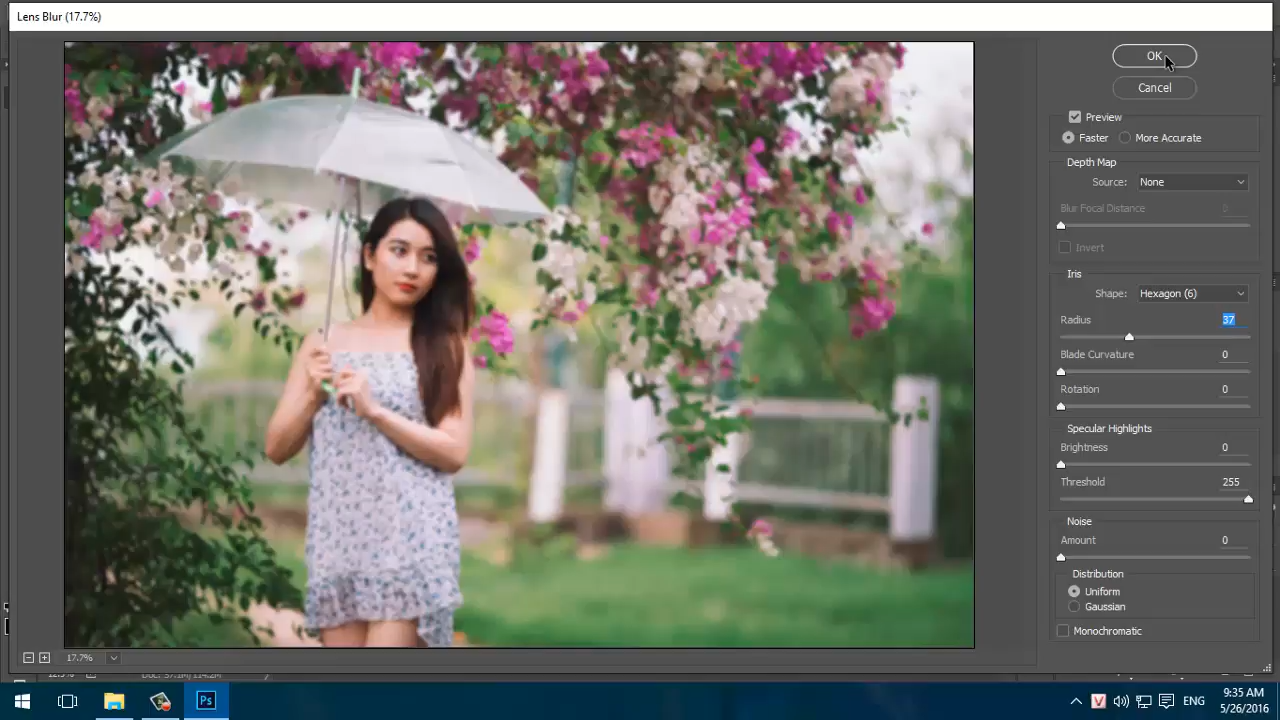 Lens Blur (17.7%)
OK
Cancel
Preview
Faster More Accurate
Depth Map
Source: None
Blur Focal Distance 0
Invert
Iris
Shape: Hexagon (6)
Radius 37
Blade Curvature 0
Rotation 0
Specular Highlights
Brightness 0
Threshold 255
Noise
Amount 0
Distribution
Uniform
Gaussian
Monochromatic
17.7%
Ps
V
ENG
9:35 AM
5/26/2016